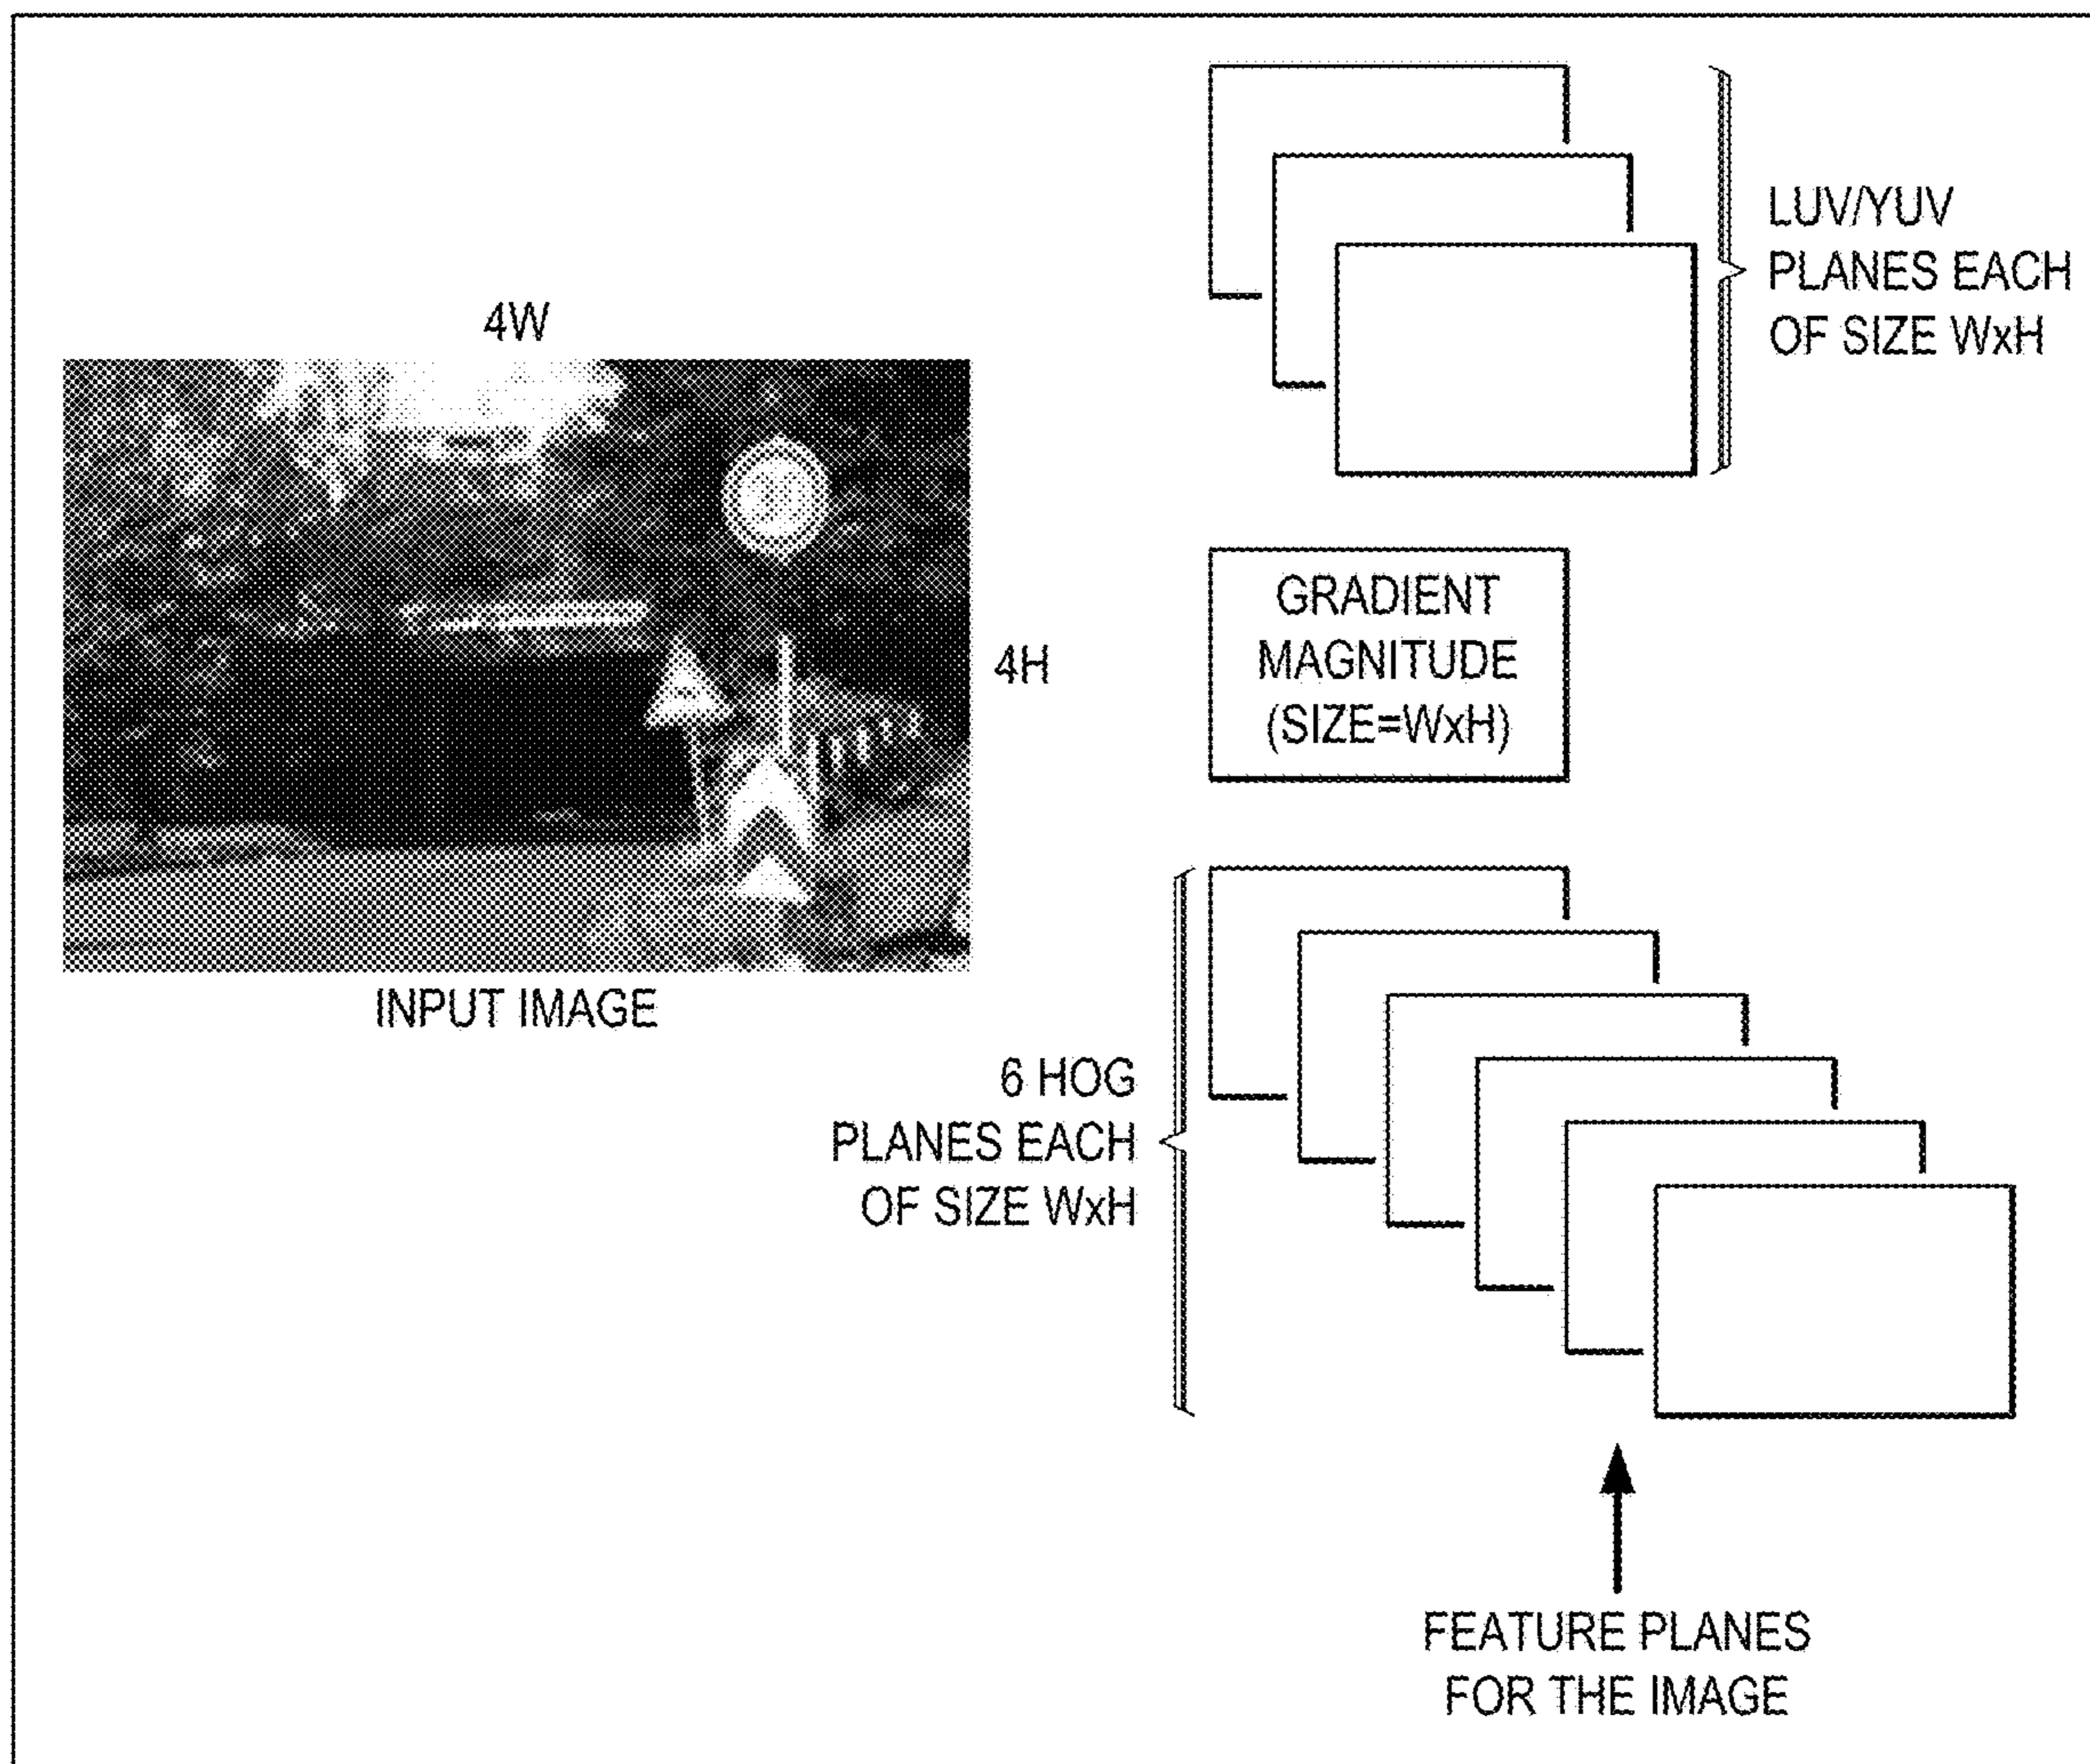 LUV/YUV
PLANES EACH
OF SIZE WxH
4W
4H
INPUT IMAGE
GRADIENT
MAGNITUDE
(SIZE=WxH)
6 HOG
PLANES EACH
OF SIZE WxH
FEATURE PLANES
FOR THE IMAGE